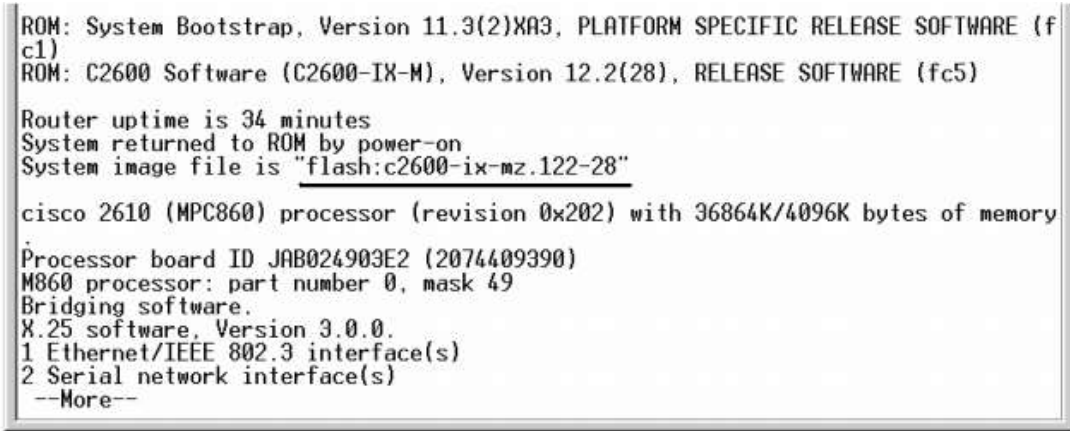 ROM: System Bootstrap, Version 11.3(2)XA3, PLATFORM SPECIFIC RELEASE SOFTWARE (f
c1)
ROM: C2600 Software (C2600-IX-M), Version 12.2(28), RELEASE SOFTWARE (fc5)
Router uptime is 34 minutes
System returned to ROM by power-on
System image file is "flash:c2600-ix-mz.122-28"
cisco 2610 (MPC860) processor (revision 0x202) with 36864K/4096K bytes of memory
.
Processor board ID JAB024903E2 (2074409390)
M860 processor: part number 0, mask 49
Bridging software.
X.25 software, Version 3.0.0.
1 Ethernet/IEEE 802.3 interface(s)
2 Serial network interface(s)
--More--